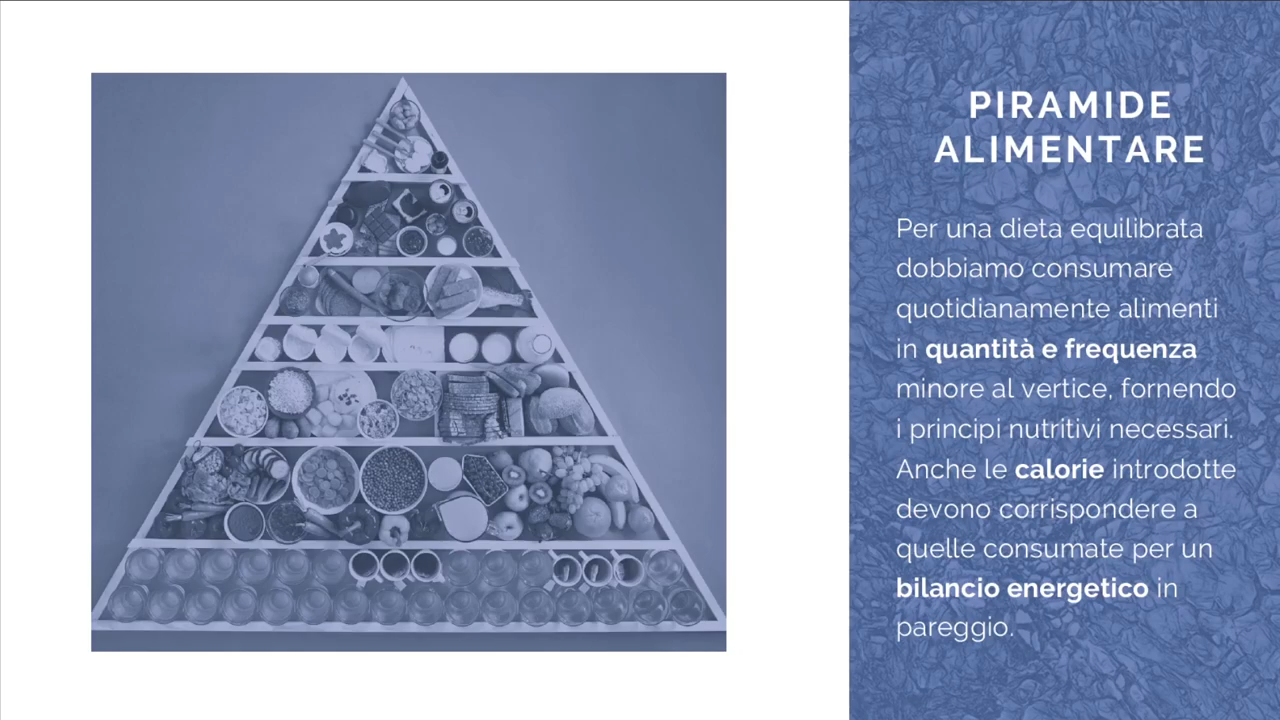 PIRAMIDE
ALIMENTARE
Per una dieta equilibrata
dobbiamo consumare
quotidianamente alimenti
in quantità e frequenza
minore al vertice, fornendo
i principi nutritivi necessari.
Anche le calorie introdotte
devono corrispondere a
quelle consumate per un
bilancio energetico in
pareggio.